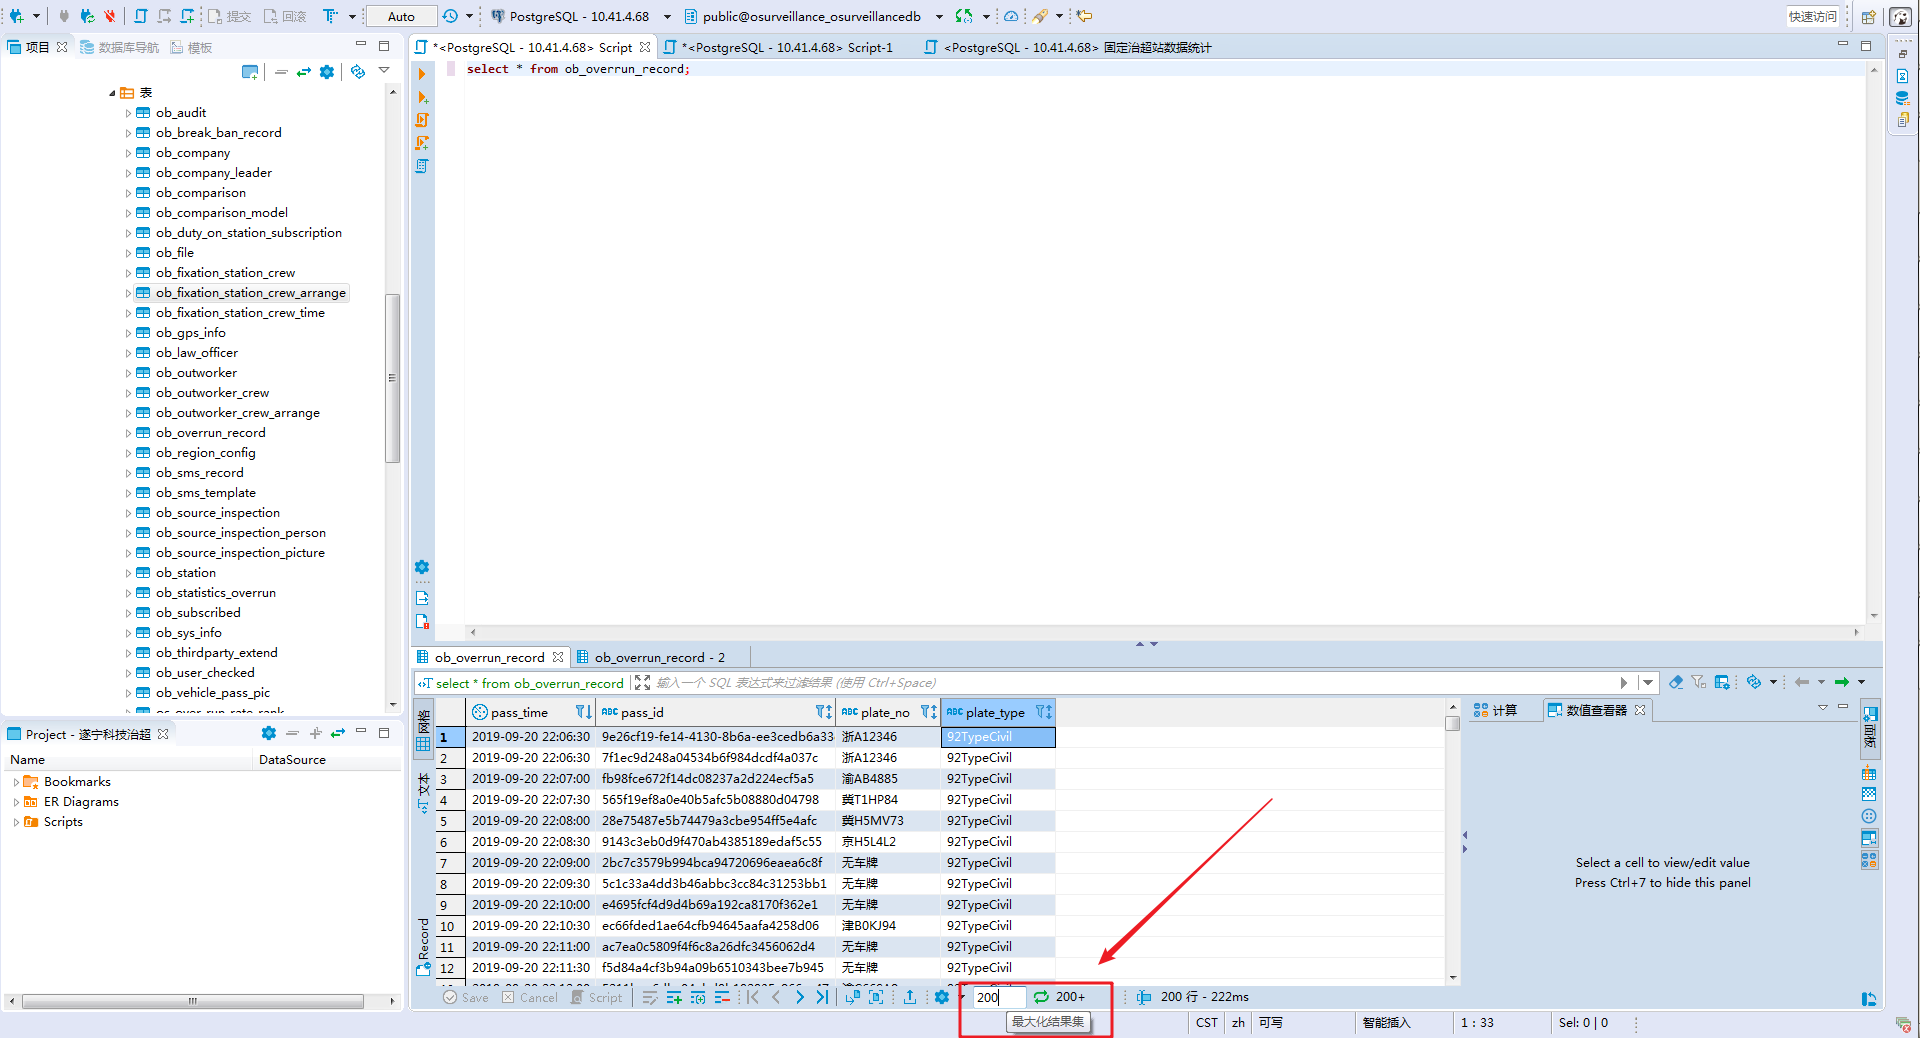 提交
回滚
Auto
PostgreSQL - 10.41.4.68
public@osurveillance_osurveillancedb
快速访问
项目
数据库导航
模板
*<PostgreSQL - 10.41.4.68> Script
*<PostgreSQL - 10.41.4.68> Script-1
<PostgreSQL - 10.41.4.68> 固定治超站数据统计
select * from ob_overrun_record;
表
ob_audit
ob_break_ban_record
ob_company
ob_company_leader
ob_comparison
ob_comparison_model
ob_duty_on_station_subscription
ob_file
ob_fixation_station_crew
ob_fixation_station_crew_arrange
ob_fixation_station_crew_time
ob_gps_info
ob_law_officer
ob_outworker
ob_outworker_crew
ob_outworker_crew_arrange
ob_overrun_record
ob_region_config
ob_sms_record
ob_sms_template
ob_source_inspection
ob_source_inspection_person
ob_source_inspection_picture
ob_station
ob_statistics_overrun
ob_subscribed
ob_sys_info
ob_thirdparty_extend
ob_user_checked
ob_vehicle_pass_pic
Project - 遂宁科技治超
Name DataSource
Bookmarks
ER Diagrams
Scripts
ob_overrun_record
ob_overrun_record - 2
select * from ob_overrun_record
输入一个 SQL 表达式来过滤结果 (使用 Ctrl+Space)
网格
文本
Record
pass_time ABC pass_id ABC plate_no ABC plate_type
1 2019-09-20 22:06:30 9e26cf19-fe14-4130-8b6a-ee3cedb6a33 浙A12346 92TypeCivil
2 2019-09-20 22:06:30 7f1ec9d248a04534b6f984dcdf4a037c 浙A12346 92TypeCivil
3 2019-09-20 22:07:00 fb98fce672f14dc08237a2d224ecf5a5 渝AB4885 92TypeCivil
4 2019-09-20 22:07:30 565f19ef8a0e40b5afc5b08880d04798 冀T1HP84 92TypeCivil
5 2019-09-20 22:08:00 28e75487e5b74479a3cbe954ff5e4afc 冀H5MV73 92TypeCivil
6 2019-09-20 22:08:30 9143c3eb0d9f470ab4385189edaf5c55 京H5L4L2 92TypeCivil
7 2019-09-20 22:09:00 2bc7c3579b994bca94720696eaea6c8f 无车牌 92TypeCivil
8 2019-09-20 22:09:30 5c1c33a4dd3b46abbc3cc84c31253bb1 无车牌 92TypeCivil
9 2019-09-20 22:10:00 e4695fcf4d9d4b69a192ca8170f362e1 无车牌 92TypeCivil
10 2019-09-20 22:10:30 ec66fded1ae64cfb94645aafa4258d06 津B0KJ94 92TypeCivil
11 2019-09-20 22:11:00 ac7ea0c5809f4f6c8a26dfc3456062d4 无车牌 92TypeCivil
12 2019-09-20 22:11:30 f5d84a4cf3b94a09b6510343bee7b945 无车牌 92TypeCivil
计算
数值查看器
面板
Select a cell to view/edit value
Press Ctrl+7 to hide this panel
Save
Cancel
Script
200
200+
200 行 - 222ms
最大化结果集
CST
zh
可写
智能插入
1 : 33
Sel: 0 | 0